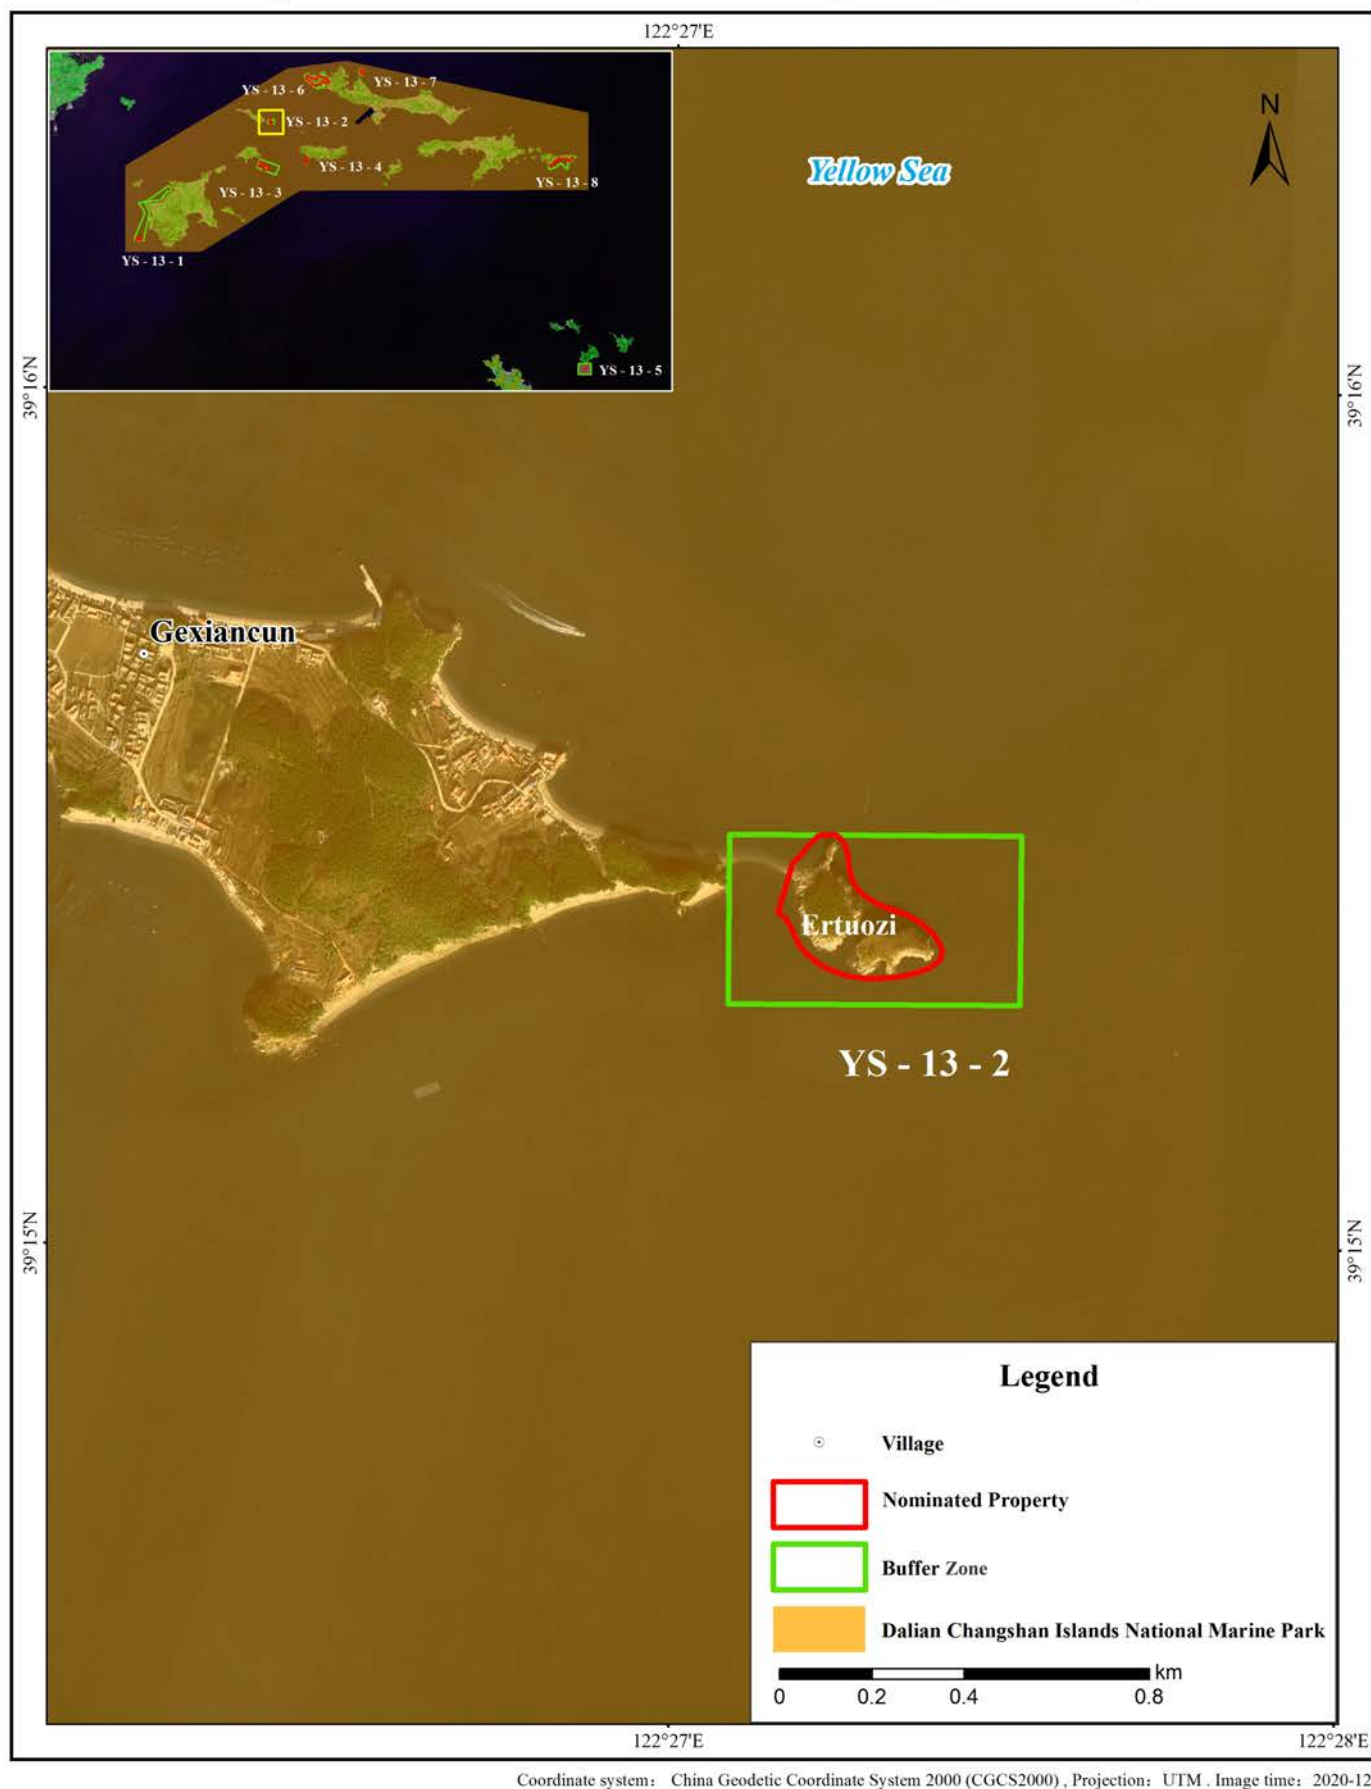 122°27'E
YS - 13 - 6
YS - 13 - 7
YS - 13 - 2
YS - 13 - 4
YS - 13 - 3
YS - 13 - 8
YS - 13 - 1
YS - 13 - 5
N
Yellow Sea
39°16'N
39°16'N
Gexiancun
Ertuozi
YS - 13 - 2
39°15'N
39°15'N
Legend
Village
Nominated Property
Buffer Zone
Dalian Changshan Islands National Marine Park
km
0 0.2 0.4 0.8
122°27'E
122°28'E
Coordinate system: China Geodetic Coordinate System 2000 (CGCS2000) , Projection: UTM . Image time: 2020-12